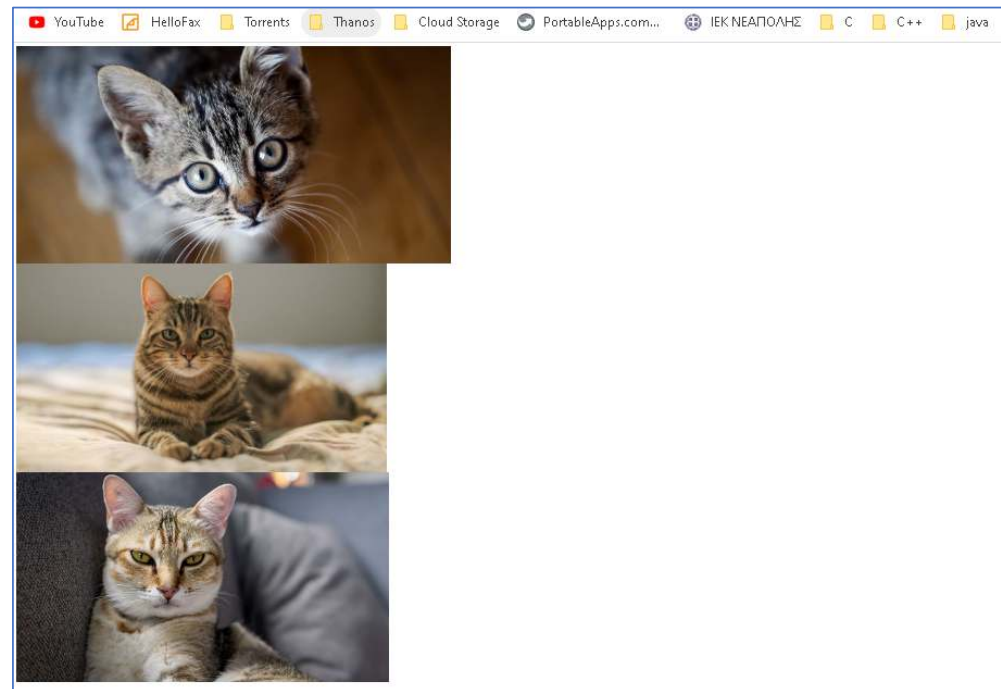 YouTube HelloFax Torrents Thanos Cloud Storage PortableApps.com... ΙΕΚ ΝΕΑΠΟΛΗΣ C C++ java